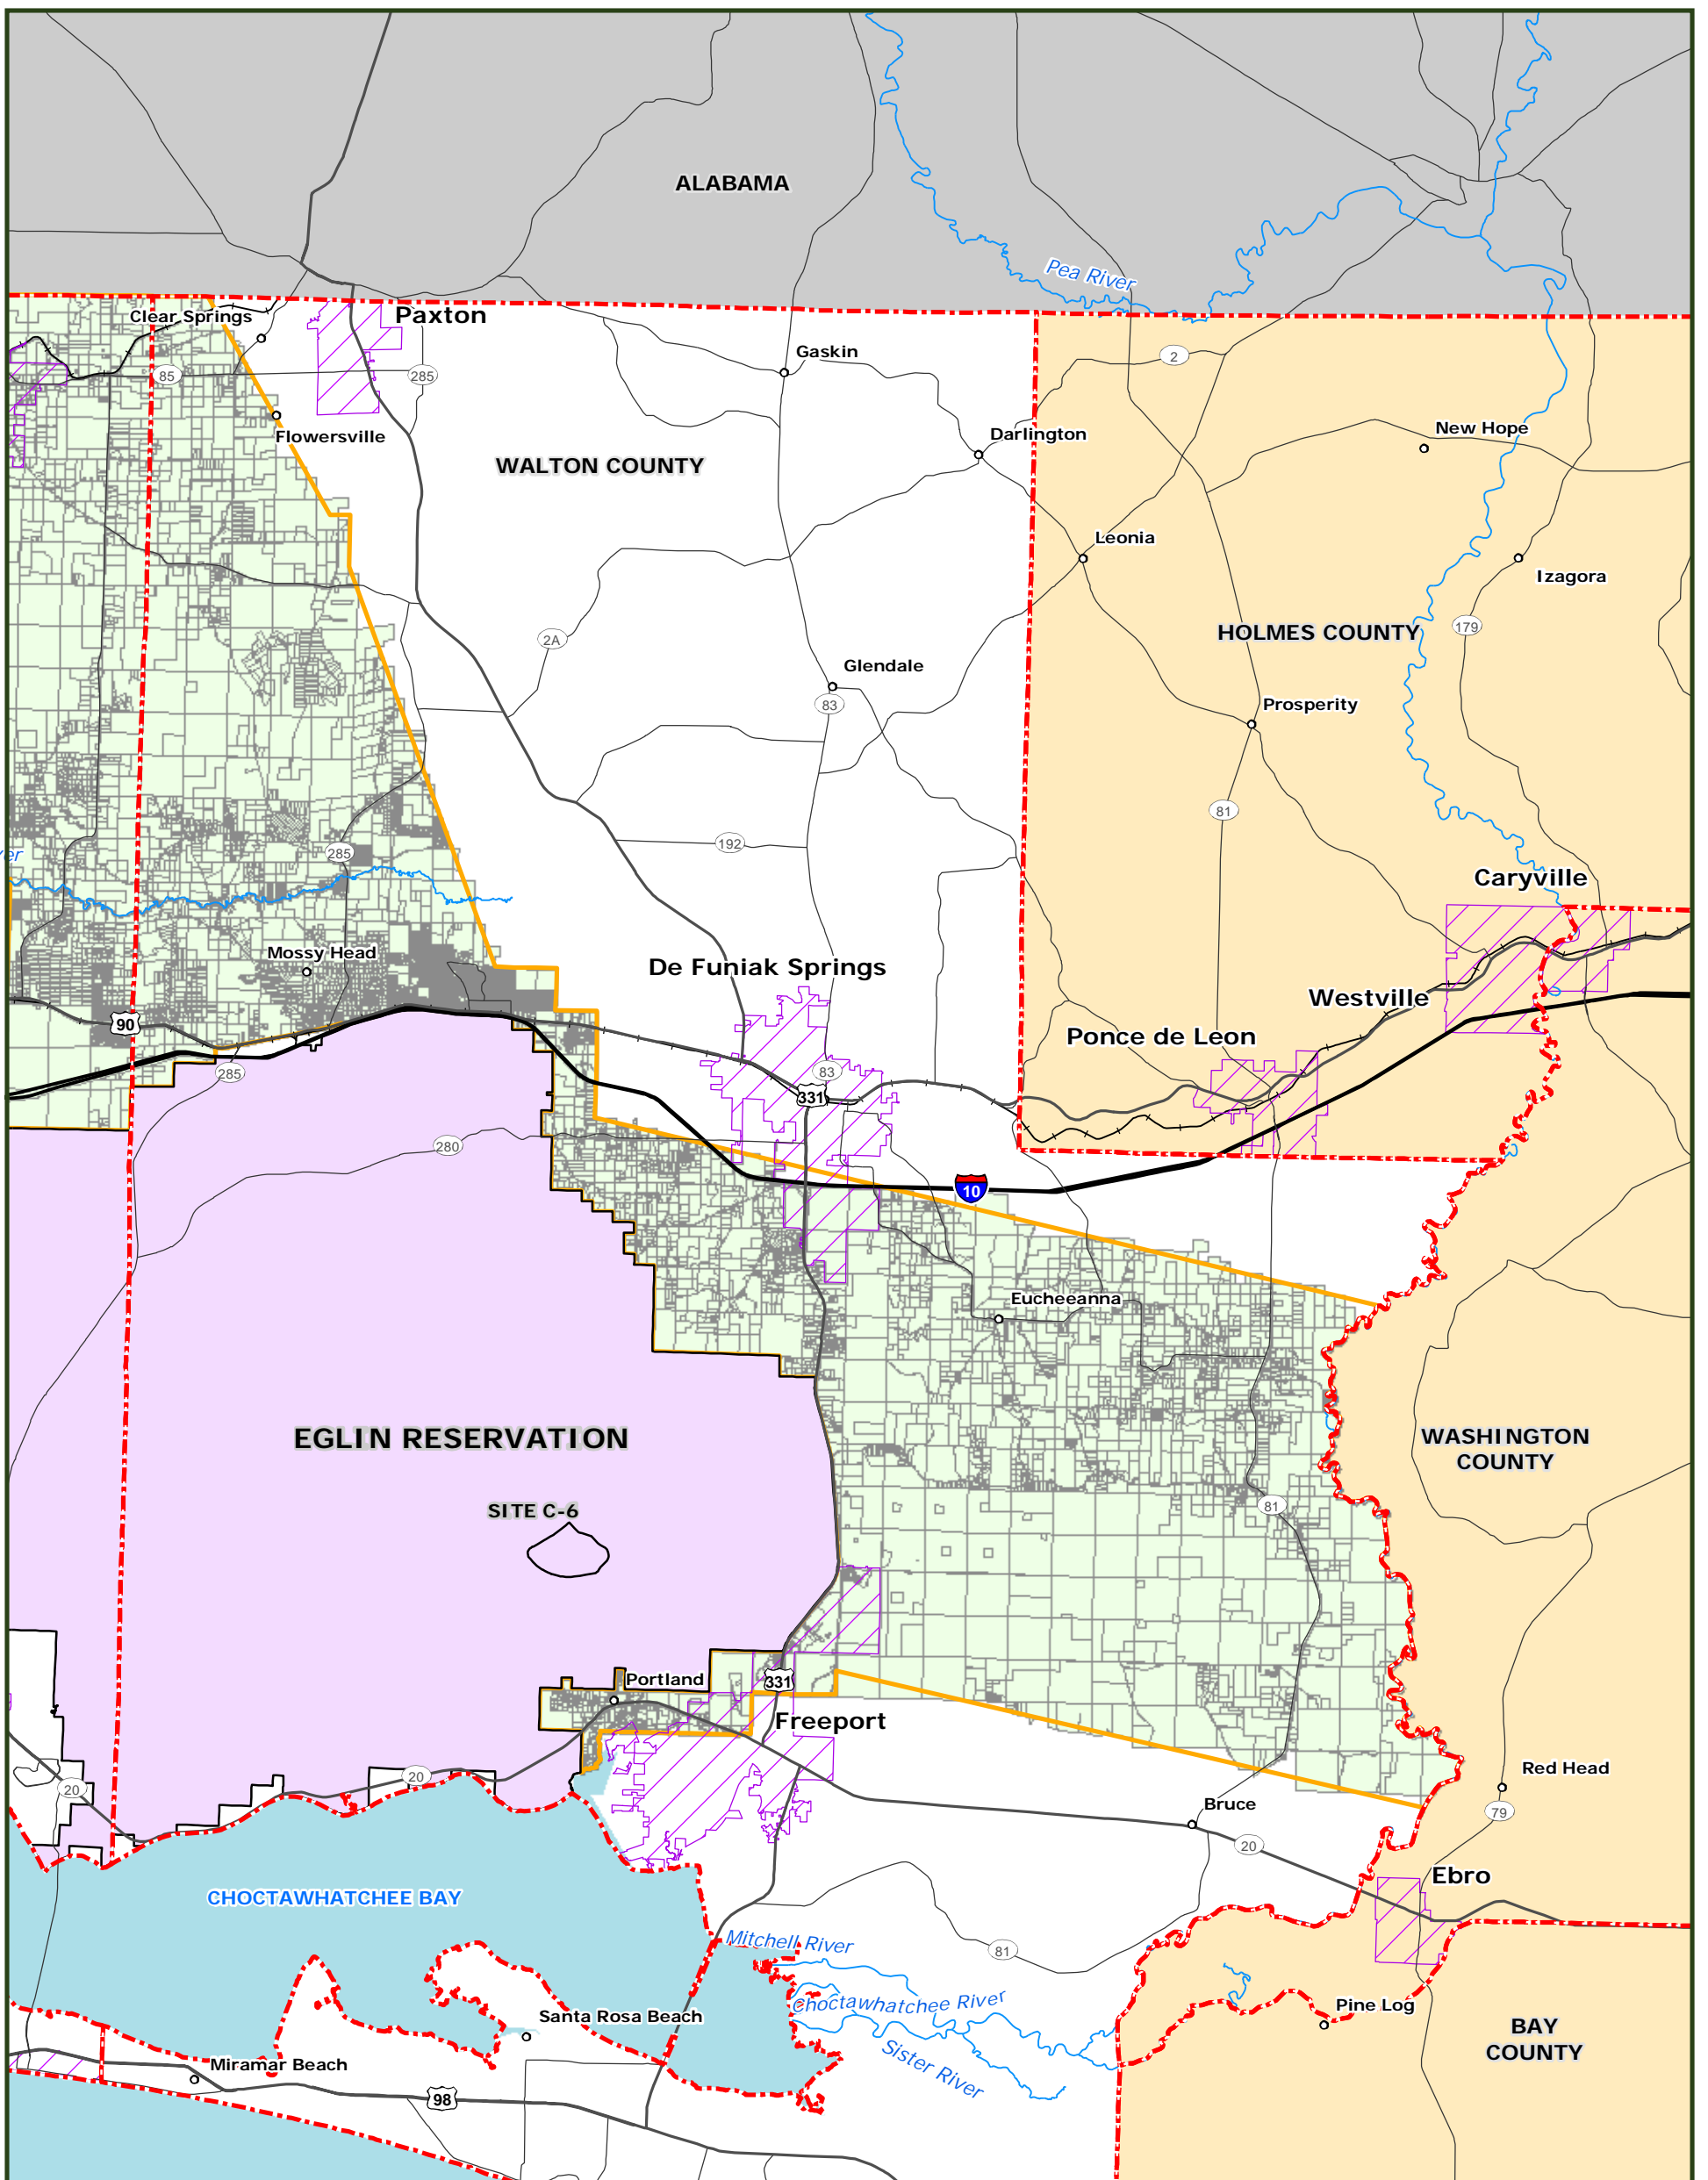 ALABAMA
Pea River
Clear Springs
Paxton
Gaskin
2
85
285
Flowersville
Darlington
New Hope
WALTON COUNTY
Leonia
Izagora
2A
HOLMES COUNTY
179
Glendale
83
Prosperity
81
192
285
er
Caryville
Mossy Head
De Funiak Springs
Westville
90
Ponce de Leon
285
83
331
280
10
Eucheeanna
EGLIN RESERVATION
WASHINGTON
COUNTY
SITE C-6
81
Portland
331
Freeport
20
20
Red Head
79
Bruce
20
Ebro
CHOCTAWHATCHEE BAY
Mitchell River
81
Choctawhatchee River
Santa Rosa Beach
Pine Log
Sister River
BAY
COUNTY
Miramar Beach
98